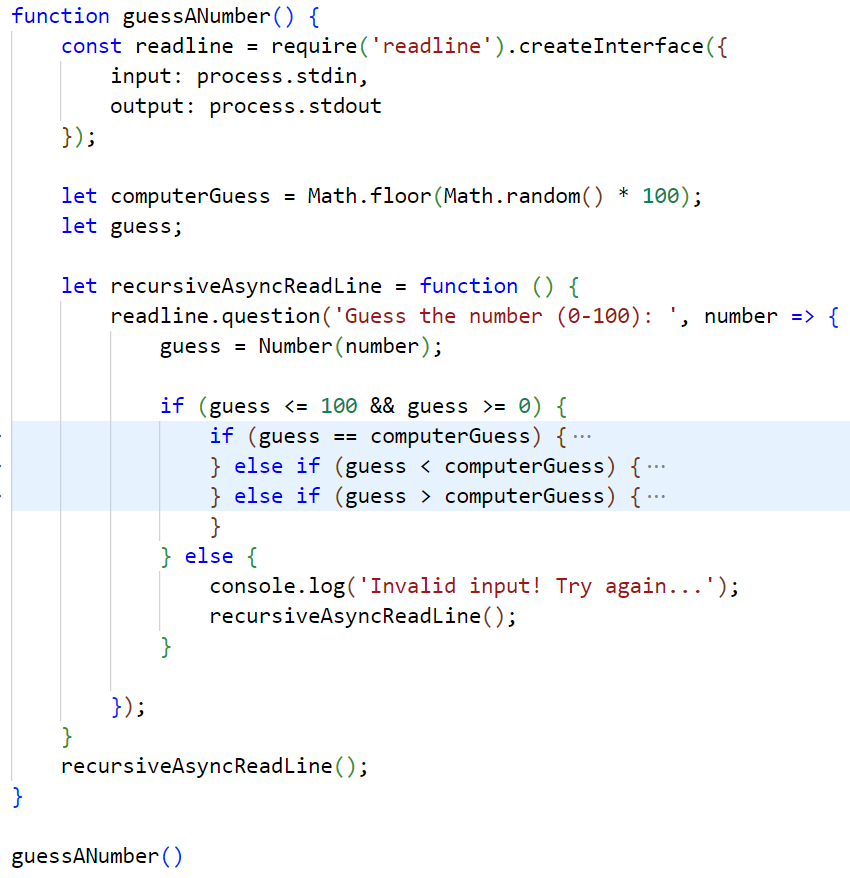 function guessANumber() {
    const readline = require('readline').createInterface({
        input: process.stdin,
        output: process.stdout
    });

    let computerGuess = Math.floor(Math.random() * 100);
    let guess;

    let recursiveAsyncReadLine = function () {
        readline.question('Guess the number (0-100): ', number => {
            guess = Number(number);

            if (guess <= 100 && guess >= 0) {
                if (guess == computerGuess) {···
                } else if (guess < computerGuess) {···
                } else if (guess > computerGuess) {···
                }
            } else {
                console.log('Invalid input! Try again...');
                recursiveAsyncReadLine();
            }

        });
    }
    recursiveAsyncReadLine();
}

guessANumber()